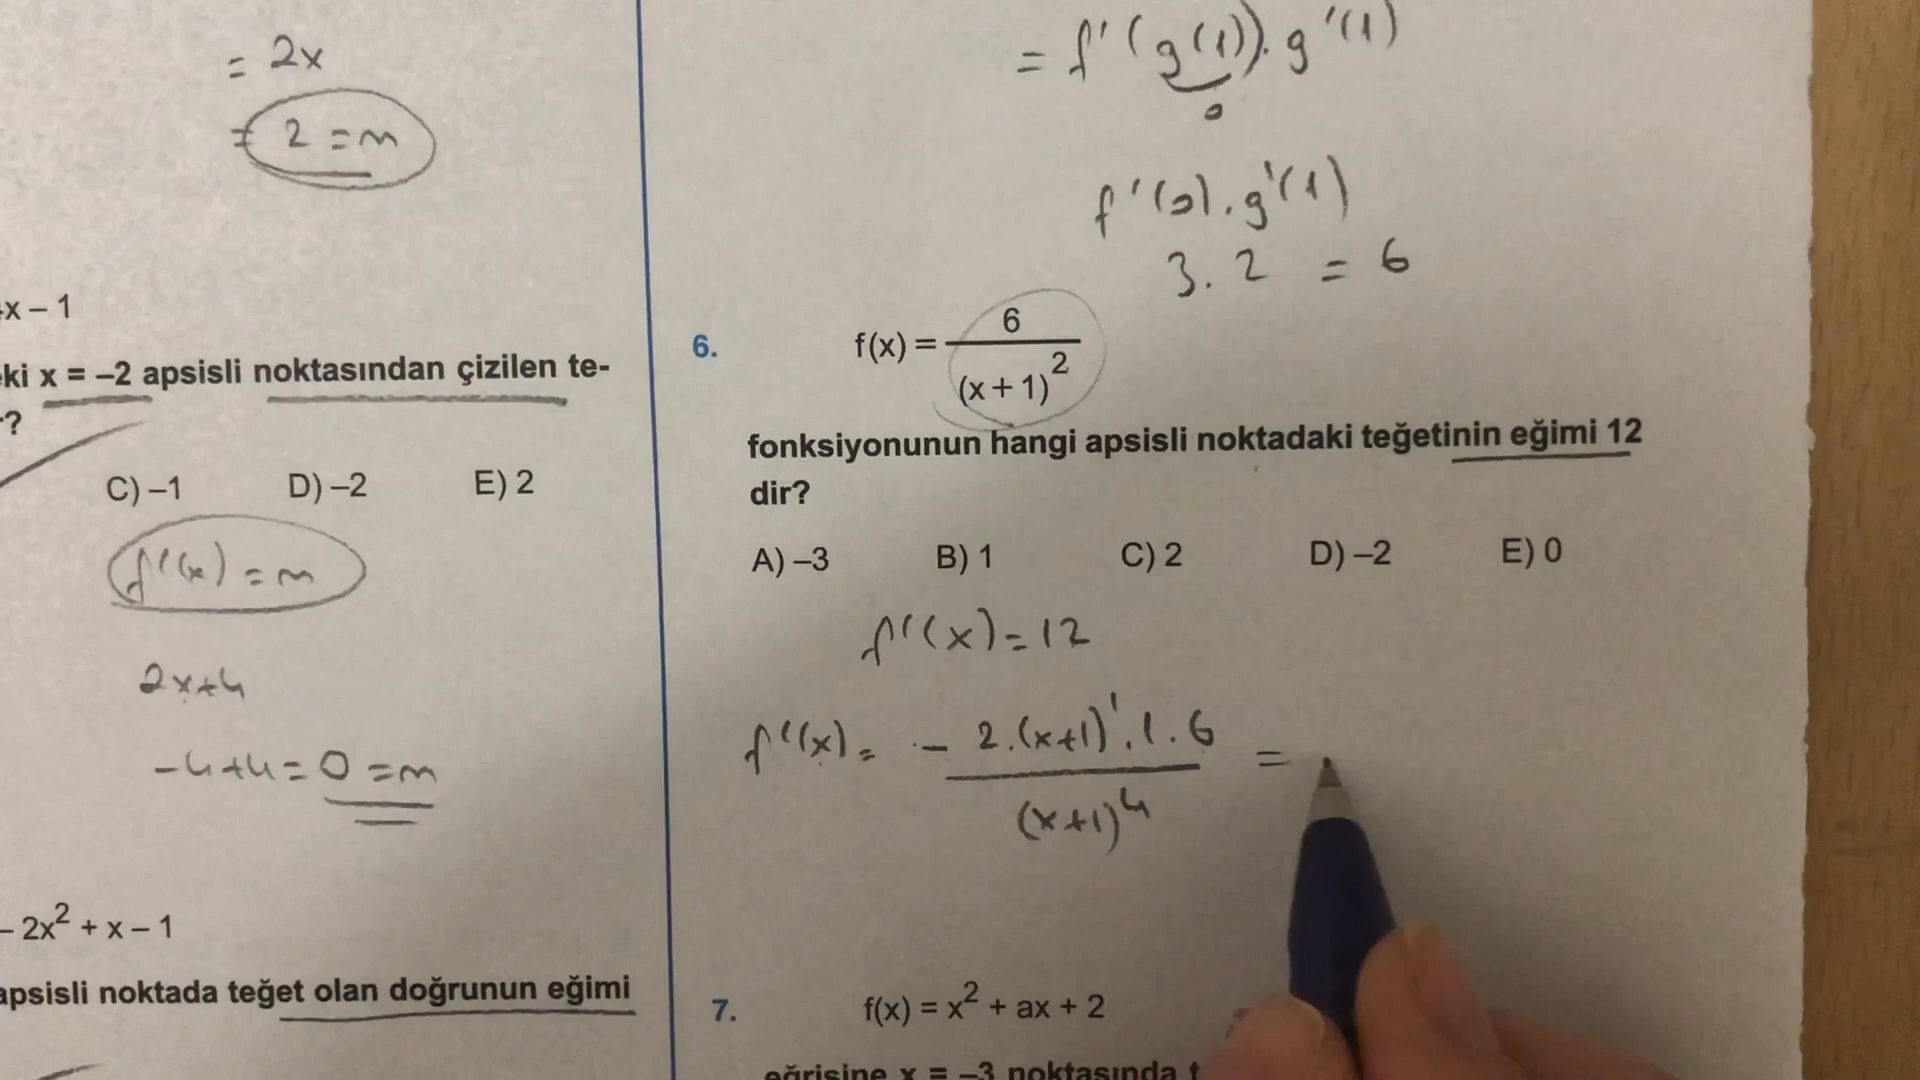 = 2x
= 2 = m
x – 1
ki x = –2 apsisli noktasından çizilen te-
?
C) –1 D) –2 E) 2
f'(x) = m
2x+4
-4+4 = 0 = m
– 2x² + x – 1
apsisli noktada teğet olan doğrunun eğimi
= f'(g(1)).g'(1)
0
f'(0).g'(1)
3.2 = 6
6. f(x) = 6 / (x + 1)²
fonksiyonunun hangi apsisli noktadaki teğetinin eğimi 12
dir?
A) –3 B) 1 C) 2 D) –2 E) 0
f'(x) = 12
f'(x) = - 2.(x+1)'.1.6 / (x+1)⁴ =
7. f(x) = x² + ax + 2
eğrisine x = –3 noktasında t